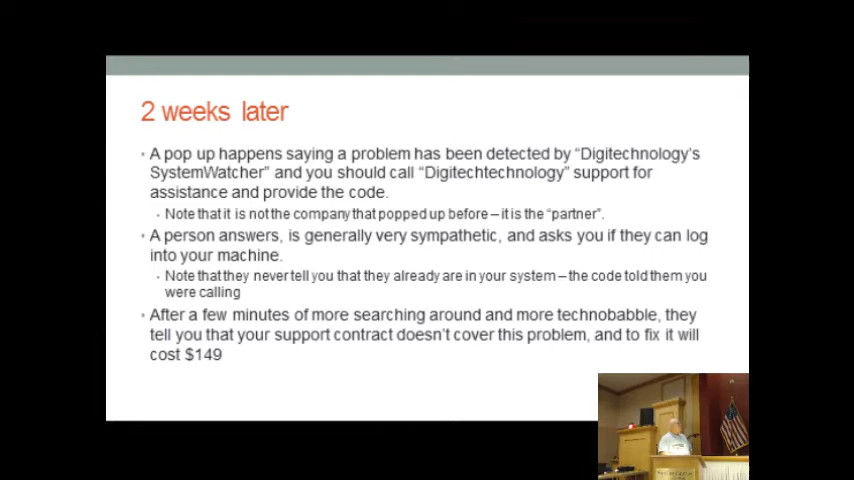 2 weeks later
• A pop up happens saying a problem has been detected by “Digitechnology’s
SystemWatcher” and you should call “Digitechtechnology” support for
assistance and provide the code.
• Note that it is not the company that popped up before – it is the “partner”.
• A person answers, is generally very sympathetic, and asks you if they can log
into your machine.
• Note that they never tell you that they already are in your system – the code told them you
were calling
• After a few minutes of more searching around and more technobabble, they
tell you that your support contract doesn’t cover this problem, and to fix it will
cost $149